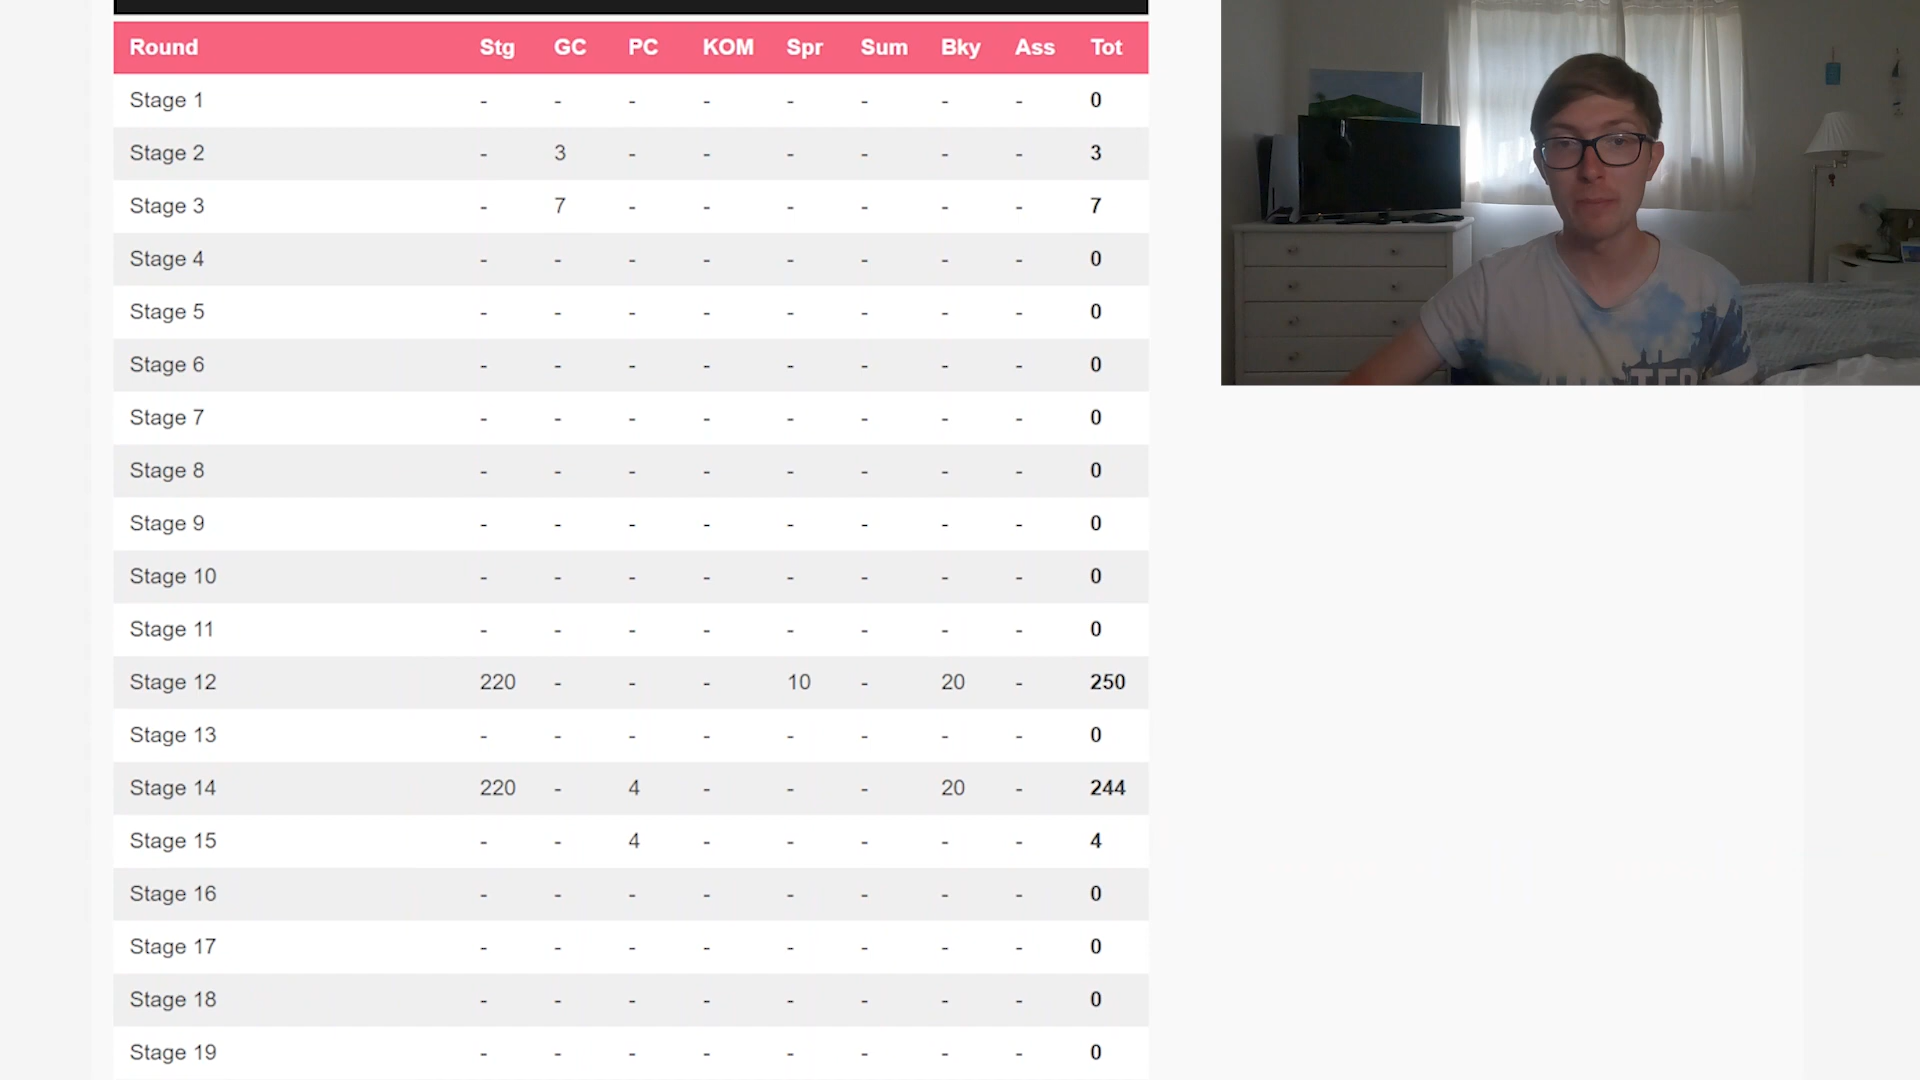 Round Stg GC PC KOM Spr Sum Bky Ass Tot
Stage 1 - - - - - - - - 0
Stage 2 - 3 - - - - - - 3
Stage 3 - 7 - - - - - - 7
Stage 4 - - - - - - - - 0
Stage 5 - - - - - - - - 0
Stage 6 - - - - - - - - 0
Stage 7 - - - - - - - - 0
Stage 8 - - - - - - - - 0
Stage 9 - - - - - - - - 0
Stage 10 - - - - - - - - 0
Stage 11 - - - - - - - - 0
Stage 12 220 - - - 10 - 20 - 250
Stage 13 - - - - - - - - 0
Stage 14 220 - 4 - - - 20 - 244
Stage 15 - - 4 - - - - - 4
Stage 16 - - - - - - - - 0
Stage 17 - - - - - - - - 0
Stage 18 - - - - - - - - 0
Stage 19 - - - - - - - - 0